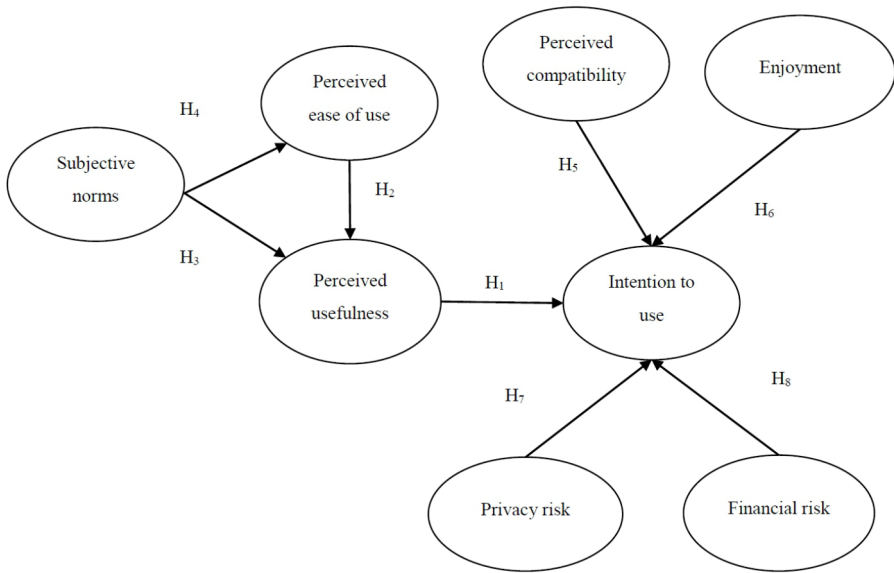 Perceived
compatibility
Enjoyment
Perceived
ease of use
H₄
Subjective
norms
H₅
H₂
H₆
H₃
Perceived
usefulness
H₁
Intention to
use
H₇
H₈
Privacy risk
Financial risk